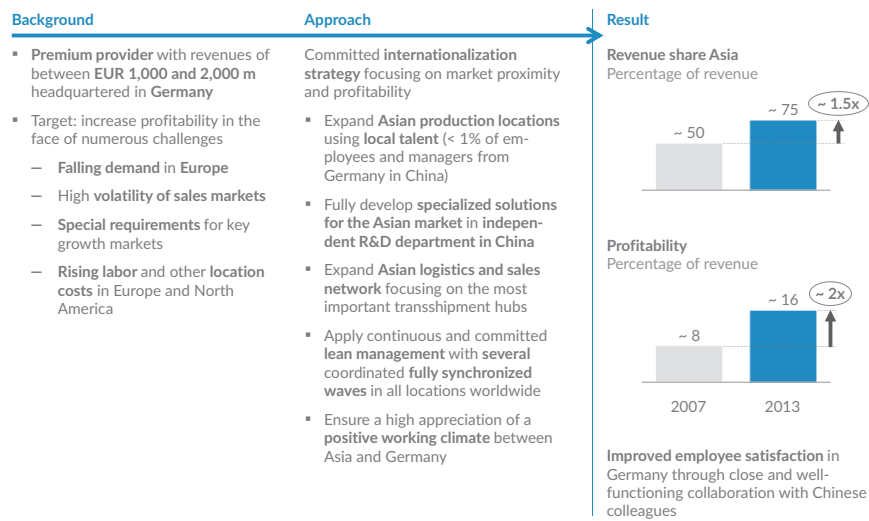 Background
▪ Premium provider with revenues of
between EUR 1,000 and 2,000 m
headquartered in Germany
▪ Target: increase profitability in the
face of numerous challenges
— Falling demand in Europe
— High volatility of sales markets
— Special requirements for key
growth markets
— Rising labor and other location
costs in Europe and North
America
Approach
Committed internationalization
strategy focusing on market proximity
and profitability
▪ Expand Asian production locations
using local talent (< 1% of em-
ployees and managers from
Germany in China)
▪ Fully develop specialized solutions
for the Asian market in indepen-
dent R&D department in China
▪ Expand Asian logistics and sales
network focusing on the most
important transshipment hubs
▪ Apply continuous and committed
lean management with several
coordinated fully synchronized
waves in all locations worldwide
▪ Ensure a high appreciation of a
positive working climate between
Asia and Germany
Result
Revenue share Asia
Percentage of revenue
~ 50
~ 75
~ 1.5x
Profitability
Percentage of revenue
~ 8
~ 16
~ 2x
2007
2013
Improved employee satisfaction in
Germany through close and well-
functioning collaboration with Chinese
colleagues